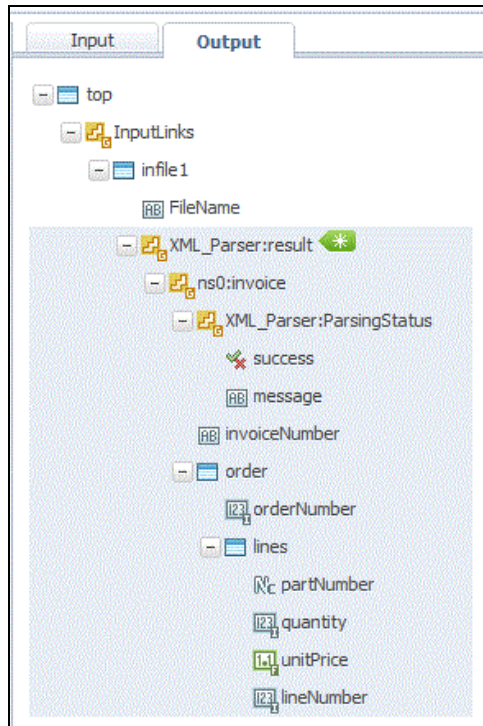 Input Output
top
InputLinks
infile1
FileName
XML_Parser:result
ns0:invoice
XML_Parser:ParsingStatus
success
message
invoiceNumber
order
orderNumber
lines
partNumber
quantity
unitPrice
lineNumber